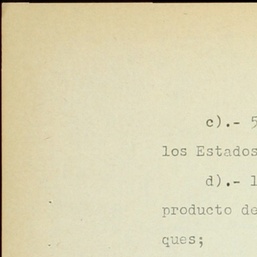 c).- 5
los Estados
d).- 1
producto de
ques;